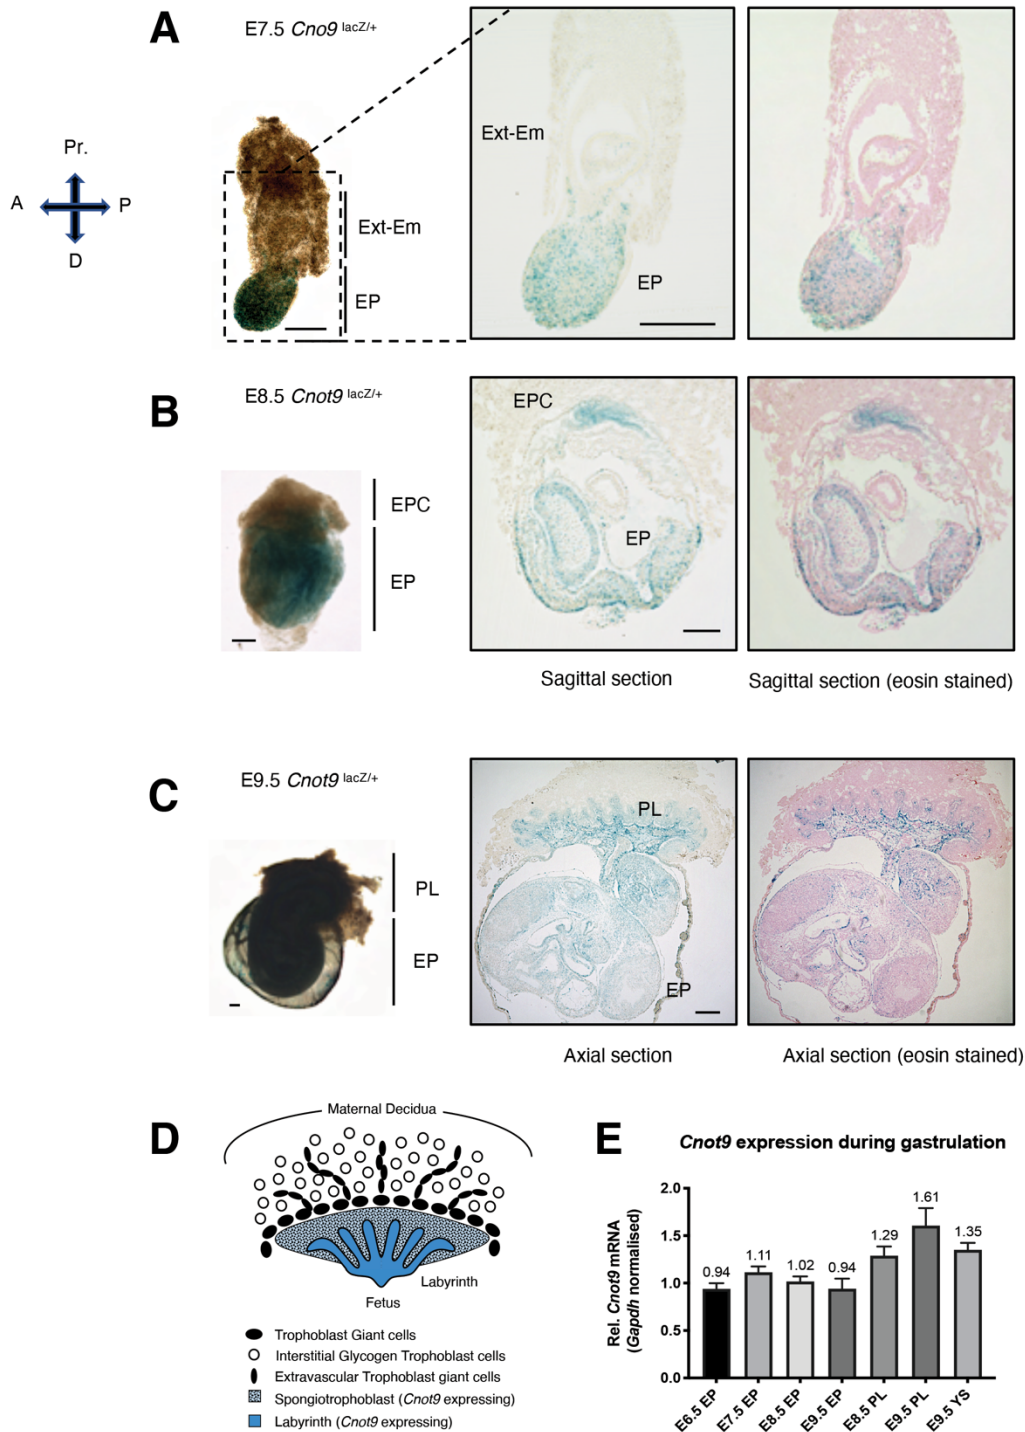 A
E7.5 Cno9 lacZ/+
Pr.
A
P
D
Ext-Em
EP
Ext-Em
EP
B
E8.5 Cnot9 lacZ/+
EPC
EP
EPC
EP
Sagittal section
Sagittal section (eosin stained)
C
E9.5 Cnot9 lacZ/+
PL
EP
PL
EP
Axial section
Axial section (eosin stained)
D
Maternal Decidua
Labyrinth
Fetus
Trophoblast Giant cells
Interstitial Glycogen Trophoblast cells
Extravascular Trophoblast giant cells
Spongiotrophoblast (Cnot9 expressing)
Labyrinth (Cnot9 expressing)
E
Cnot9 expression during gastrulation
Rel. Cnot9 mRNA
(Gapdh normalised)
2.0
1.5
1.0
0.5
0.0
0.94
1.11
1.02
0.94
1.29
1.61
1.35
E6.5 EP
E7.5 EP
E8.5 EP
E9.5 EP
E8.5 PL
E9.5 PL
E9.5 YS